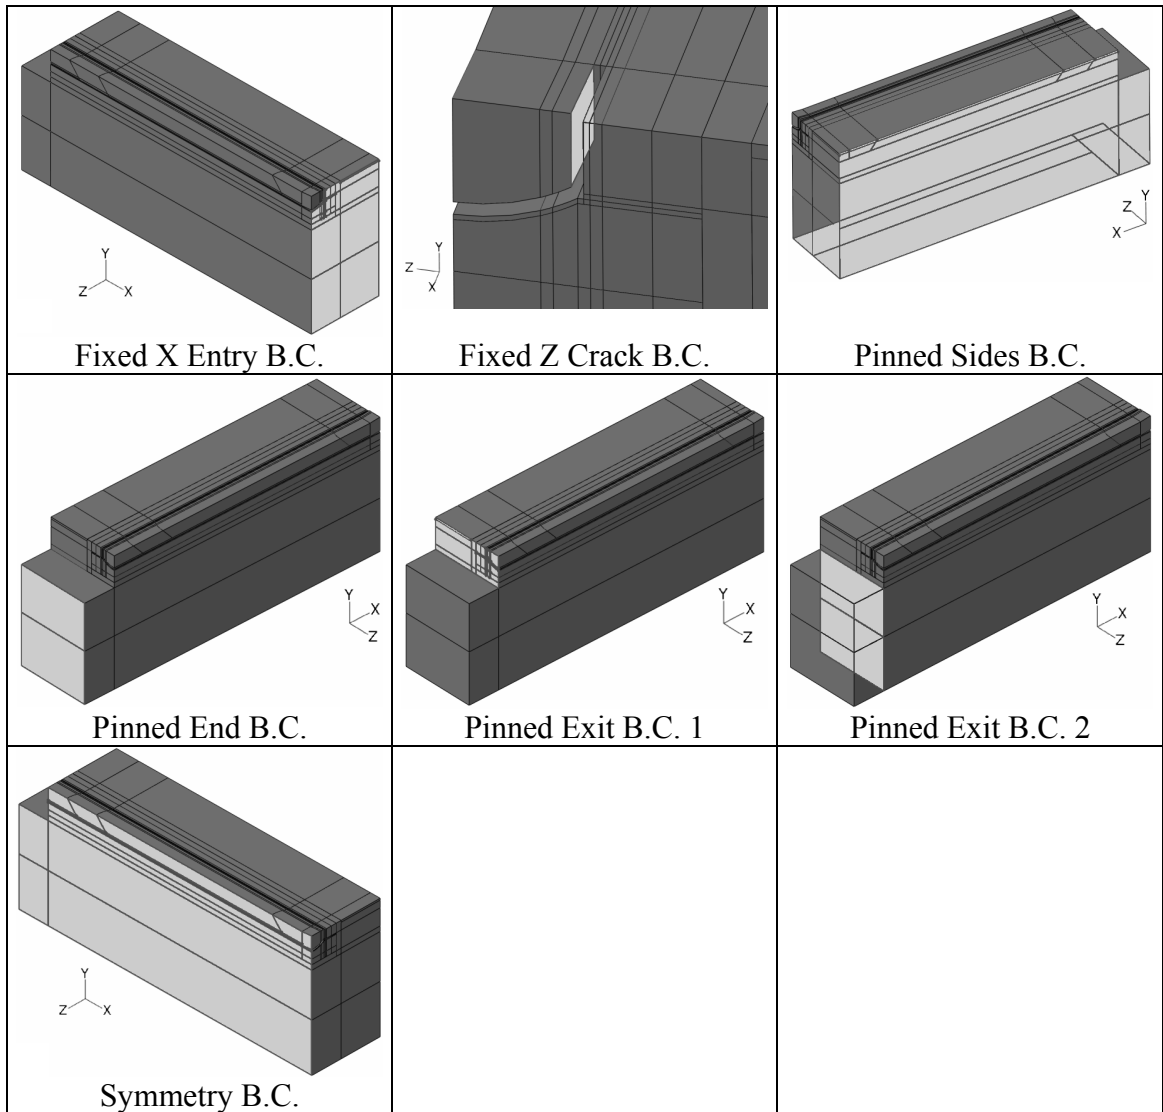 Y
Z
X
Fixed X Entry B.C.
Z
Y
X
Fixed Z Crack B.C.
Y
Z
X
Pinned Sides B.C.
Y
X
Z
Pinned End B.C.
Y
X
Z
Pinned Exit B.C. 1
Y
X
Z
Pinned Exit B.C. 2
Y
Z
X
Symmetry B.C.